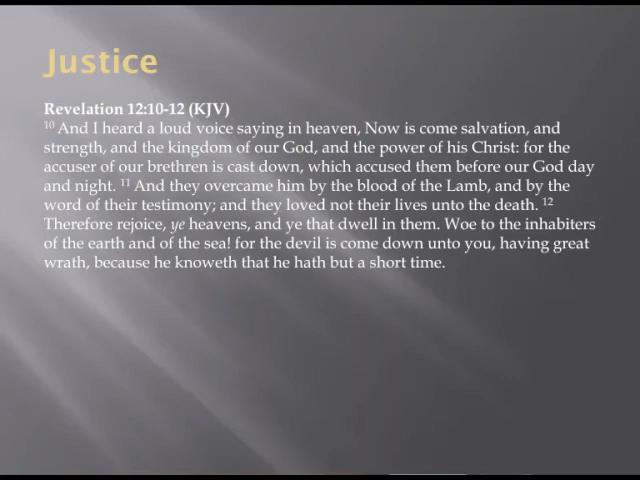 Justice
Revelation 12:10-12 (KJV)
10 And I heard a loud voice saying in heaven, Now is come salvation, and
strength, and the kingdom of our God, and the power of his Christ: for the
accuser of our brethren is cast down, which accused them before our God day
and night. 11 And they overcame him by the blood of the Lamb, and by the
word of their testimony; and they loved not their lives unto the death. 12
Therefore rejoice, ye heavens, and ye that dwell in them. Woe to the inhabiters
of the earth and of the sea! for the devil is come down unto you, having great
wrath, because he knoweth that he hath but a short time.